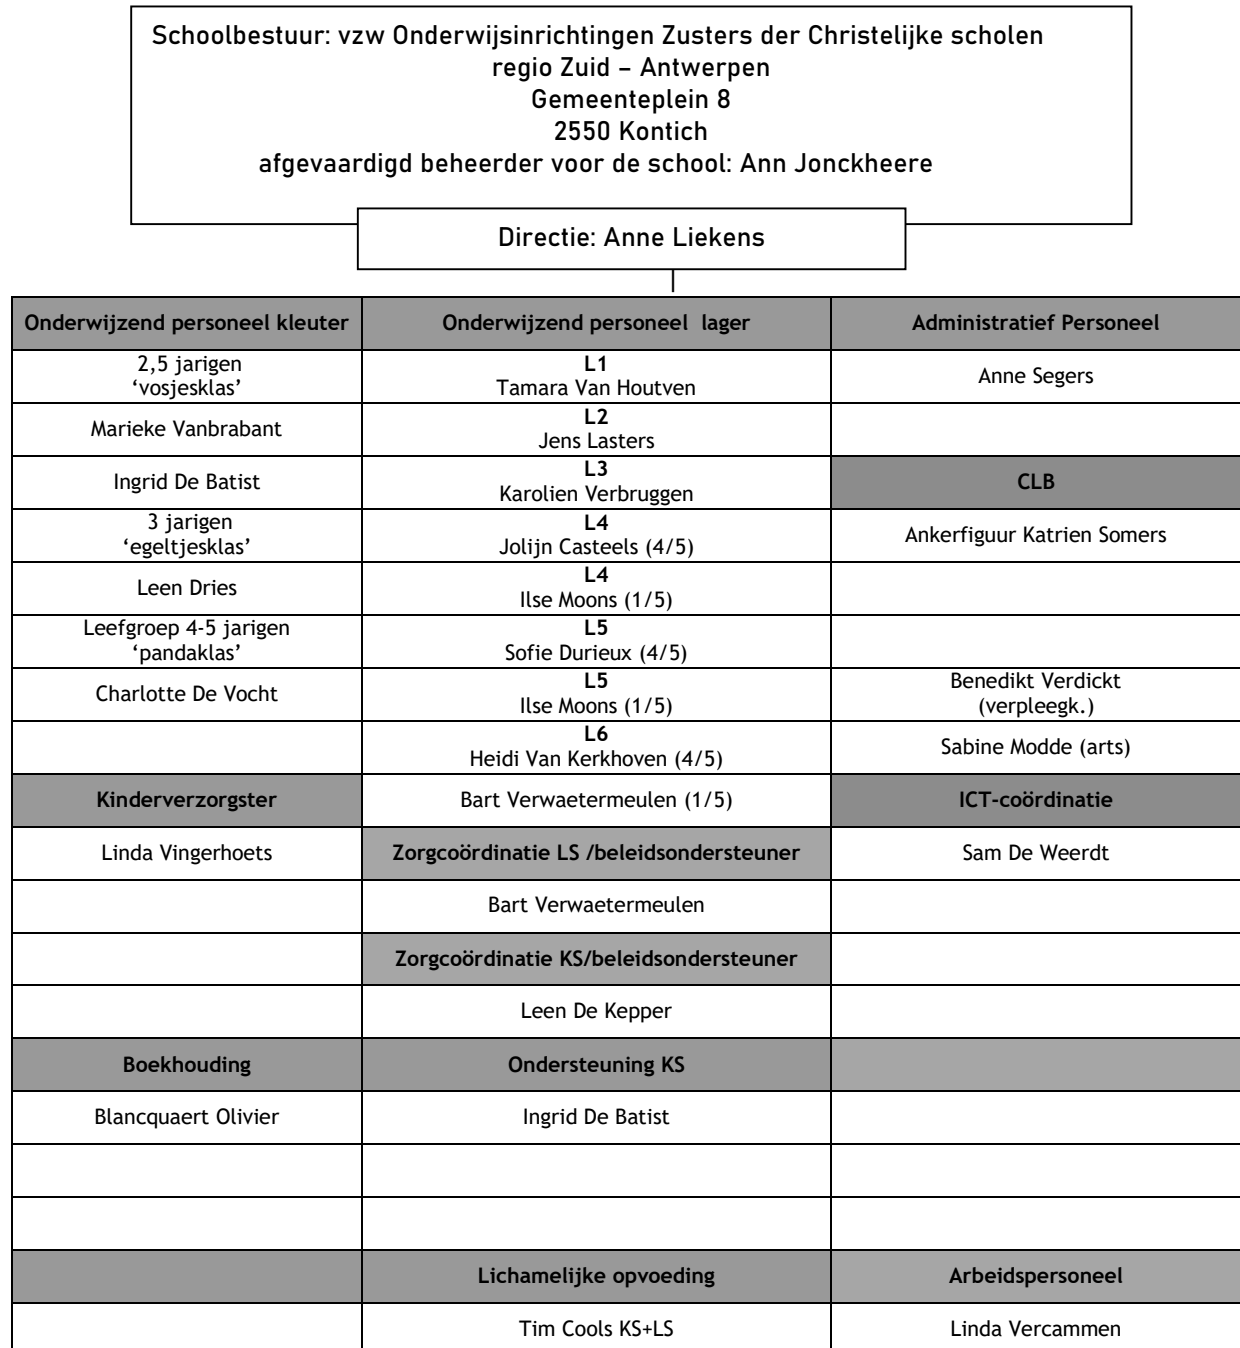 Schoolbestuur: vzw Onderwijsinrichtingen Zusters der Christelijke scholen
regio Zuid – Antwerpen
Gemeenteplein 8
2550 Kontich
afgevaardigd beheerder voor de school: Ann Jonckheere
Directie: Anne Liekens
Onderwijzend personeel kleuter
Onderwijzend personeel lager
Administratief Personeel
2,5 jarigen
‘vosjesklas’
L1
Tamara Van Houtven
Anne Segers
Marieke Vanbrabant
L2
Jens Lasters
Ingrid De Batist
L3
Karolien Verbruggen
CLB
3 jarigen
‘egeltjesklas’
L4
Jolijn Casteels (4/5)
Ankerfiguur Katrien Somers
Leen Dries
L4
Ilse Moons (1/5)
Leefgroep 4-5 jarigen
‘pandaklas’
L5
Sofie Durieux (4/5)
Charlotte De Vocht
L5
Ilse Moons (1/5)
Benedikt Verdickt
(verpleegk.)
L6
Heidi Van Kerkhoven (4/5)
Sabine Modde (arts)
Kinderverzorgster
Bart Verwaetermeulen (1/5)
ICT-coördinatie
Linda Vingerhoets
Zorgcoördinatie LS /beleidsondersteuner
Sam De Weerdt
Bart Verwaetermeulen
Zorgcoördinatie KS/beleidsondersteuner
Leen De Kepper
Boekhouding
Ondersteuning KS
Blancquaert Olivier
Ingrid De Batist
Lichamelijke opvoeding
Arbeidspersoneel
Tim Cools KS+LS
Linda Vercammen